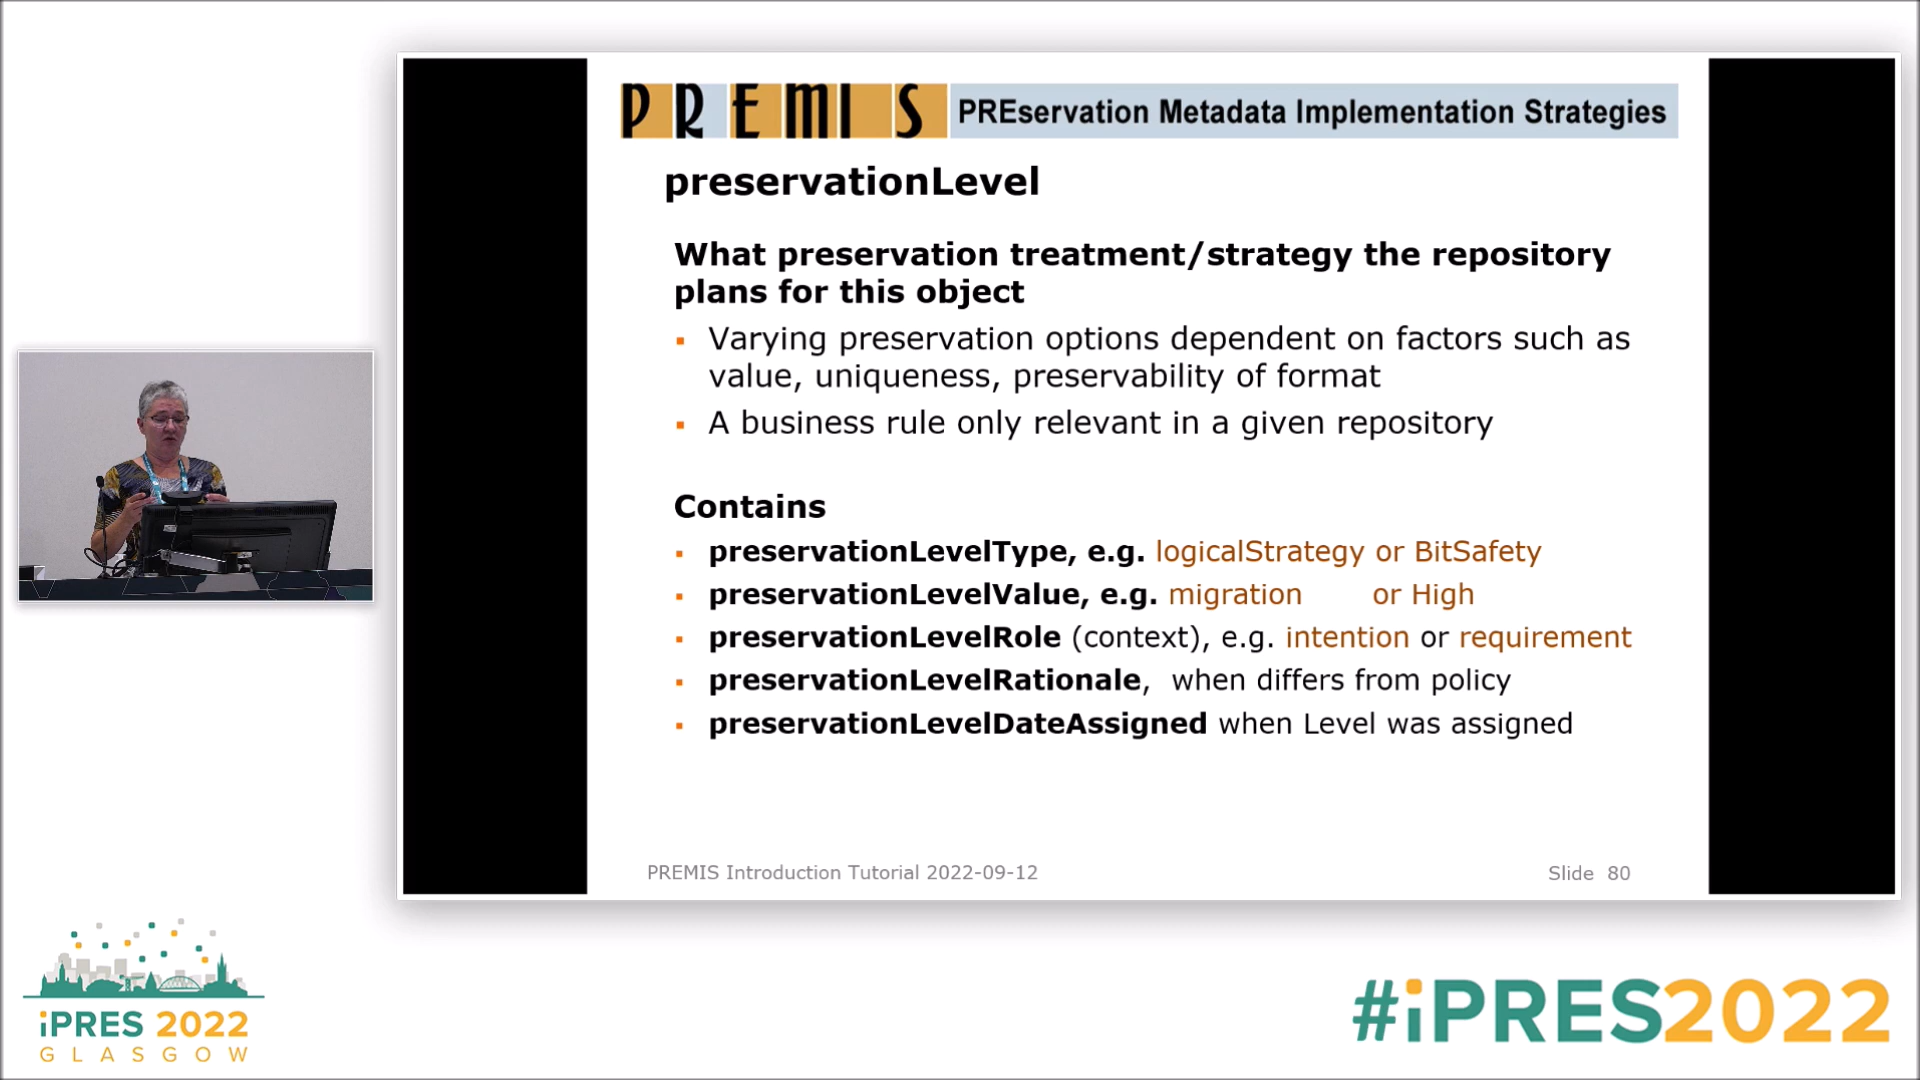 PREMIS PREservation Metadata Implementation Strategies
preservationLevel
What preservation treatment/strategy the repository
plans for this object
▪ Varying preservation options dependent on factors such as
value, uniqueness, preservability of format
▪ A business rule only relevant in a given repository
Contains
▪ preservationLevelType, e.g. logicalStrategy or BitSafety
▪ preservationLevelValue, e.g. migration or High
▪ preservationLevelRole (context), e.g. intention or requirement
▪ preservationLevelRationale, when differs from policy
▪ preservationLevelDateAssigned when Level was assigned
PREMIS Introduction Tutorial 2022-09-12 Slide 80
iPRES 2022
GLASGOW
#iPRES2022